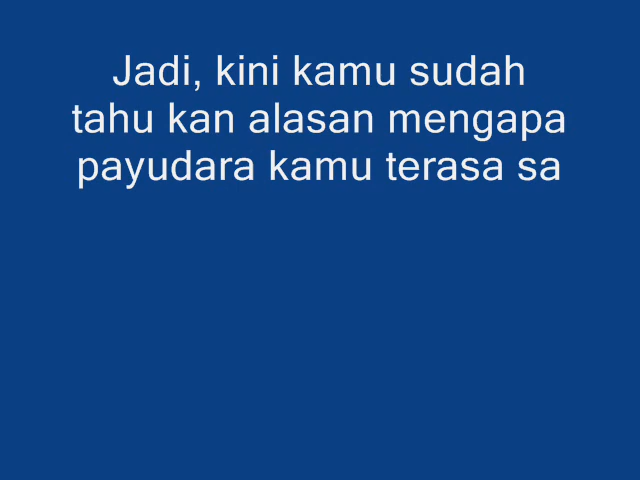 Jadi, kini kamu sudah
tahu kan alasan mengapa
payudara kamu terasa sa